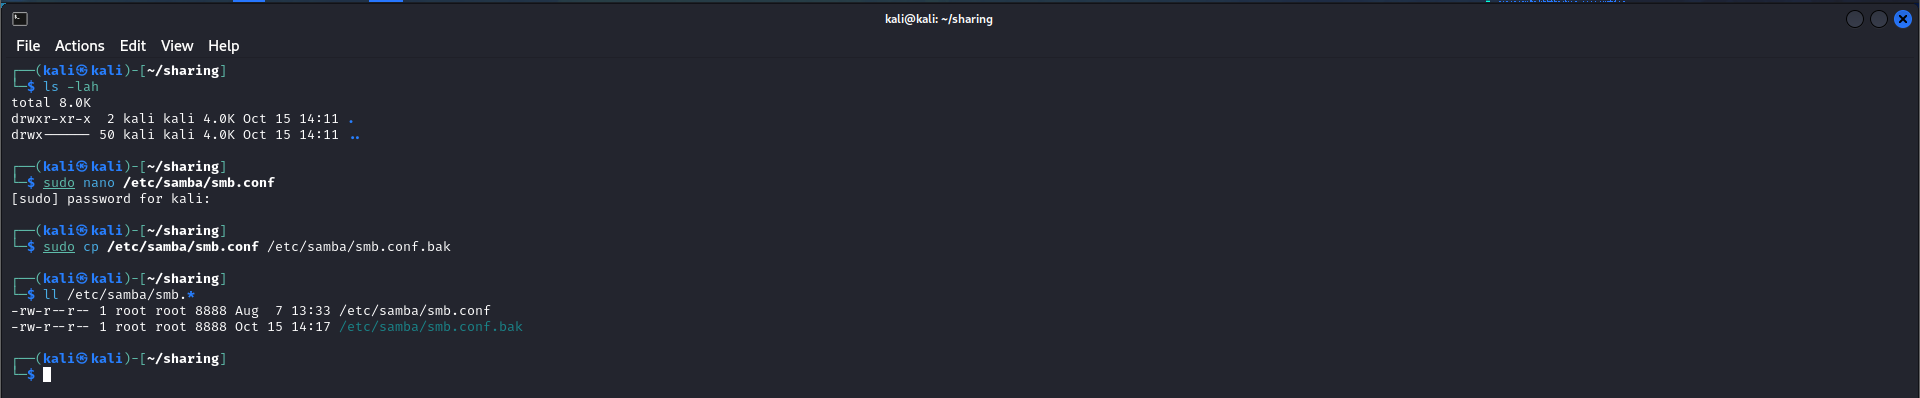 kali@kali: ~/sharing
File Actions Edit View Help
┌──(kali㉿kali)-[~/sharing]
└─$ ls -lah
total 8.0K
drwxr-xr-x  2 kali kali 4.0K Oct 15 14:11 .
drwx------ 50 kali kali 4.0K Oct 15 14:11 ..
┌──(kali㉿kali)-[~/sharing]
└─$ sudo nano /etc/samba/smb.conf
[sudo] password for kali:
┌──(kali㉿kali)-[~/sharing]
└─$ sudo cp /etc/samba/smb.conf /etc/samba/smb.conf.bak
┌──(kali㉿kali)-[~/sharing]
└─$ ll /etc/samba/smb.*
-rw-r--r-- 1 root root 8888 Aug  7 13:33 /etc/samba/smb.conf
-rw-r--r-- 1 root root 8888 Oct 15 14:17 /etc/samba/smb.conf.bak
┌──(kali㉿kali)-[~/sharing]
└─$